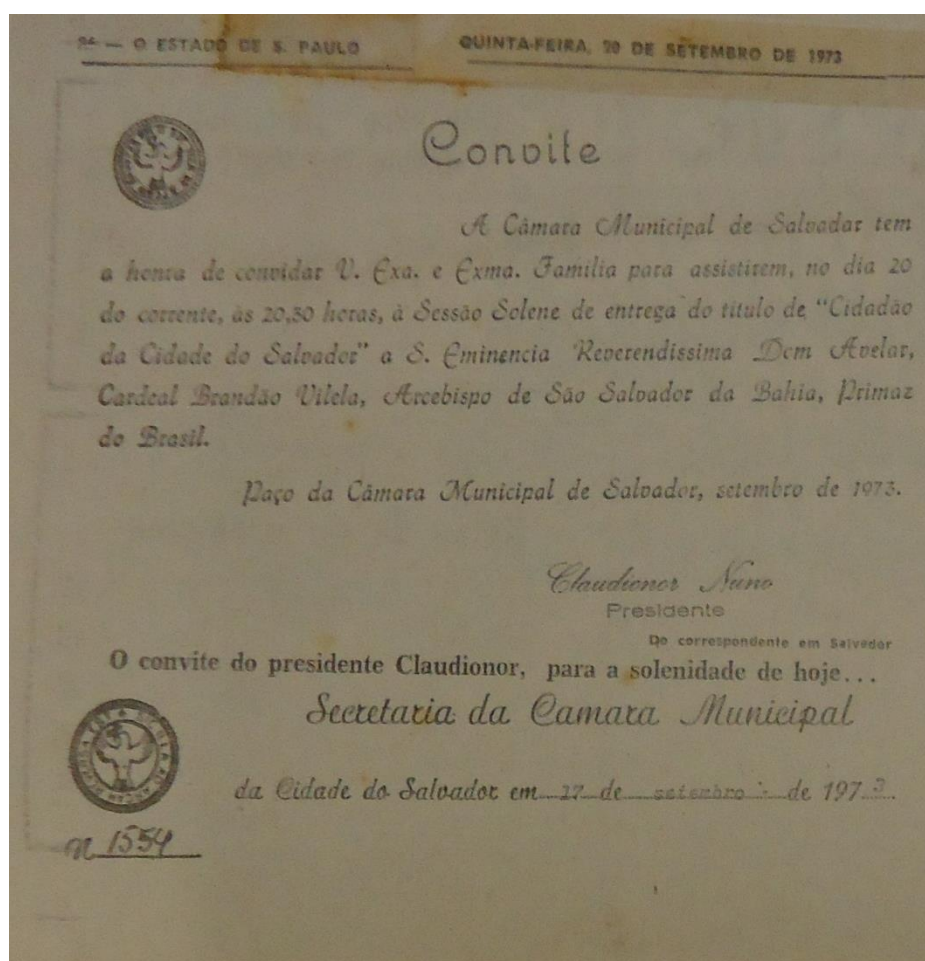 24 — O ESTADO DE S. PAULO QUINTA-FEIRA, 20 DE SETEMBRO DE 1973
Convite
A Câmara Municipal de Salvador tem
a honra de convidar V. Exa. e Exma. Familia para assistirem, no dia 20
do corrente, às 20,30 horas, à Sessão Solene de entrega do titulo de "Cidadão
da Cidade do Salvador" a S. Eminencia Reverendissima Dom Avelar,
Cardeal Brandão Vilela, Arcebispo de São Salvador da Bahia, Primaz
do Brasil.
Paço da Câmara Municipal de Salvador, setembro de 1973.
Claudionor Nuno
Presidente
Do correspondente em Salvador
O convite do presidente Claudionor, para a solenidade de hoje...
Secretaria da Camara Municipal
da Cidade do Salvador em 17 de setembro de 1973.
N 1554